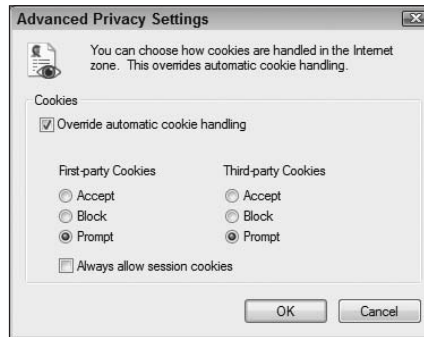 Advanced Privacy Settings
You can choose how cookies are handled in the Internet
zone. This overrides automatic cookie handling.
Cookies
Override automatic cookie handling
First-party Cookies Third-party Cookies
Accept Accept
Block Block
Prompt Prompt
Always allow session cookies
OK Cancel